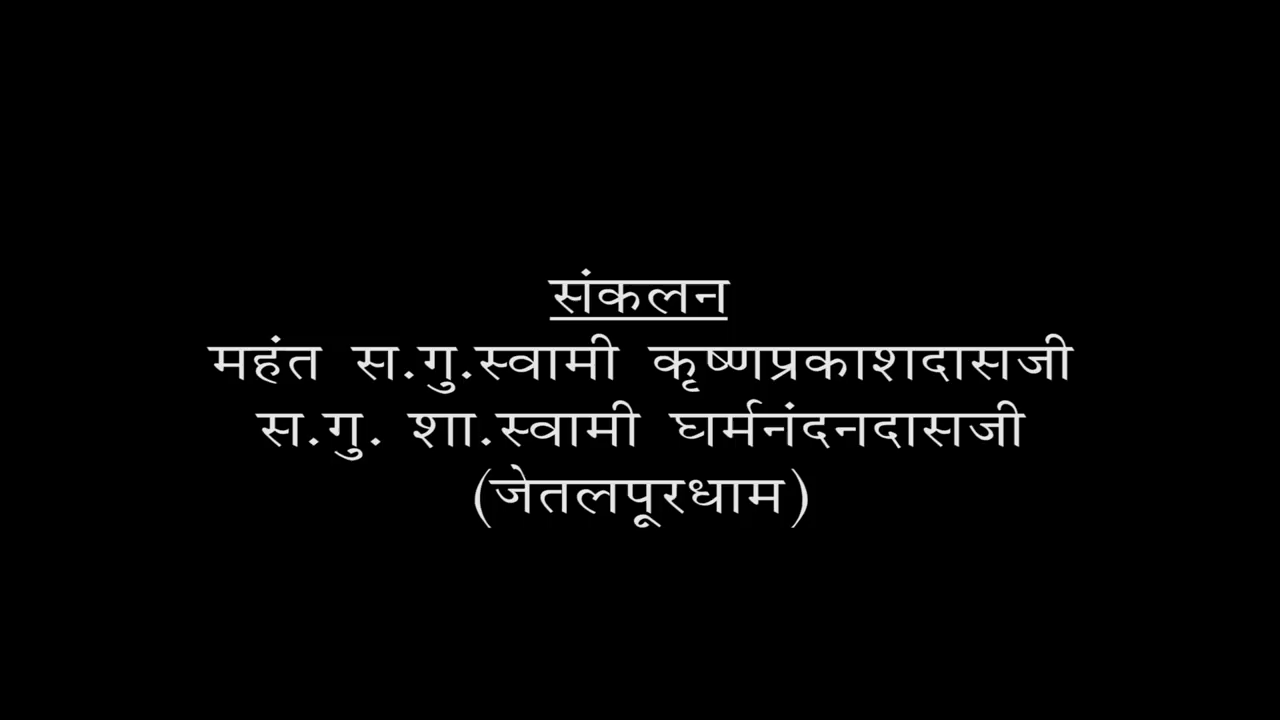 संकलन
महंत स.गु.स्वामी कृष्णप्रकाशदासजी
स.गु. शा.स्वामी घर्मनंदनदासजी
(जेतलपूरधाम)